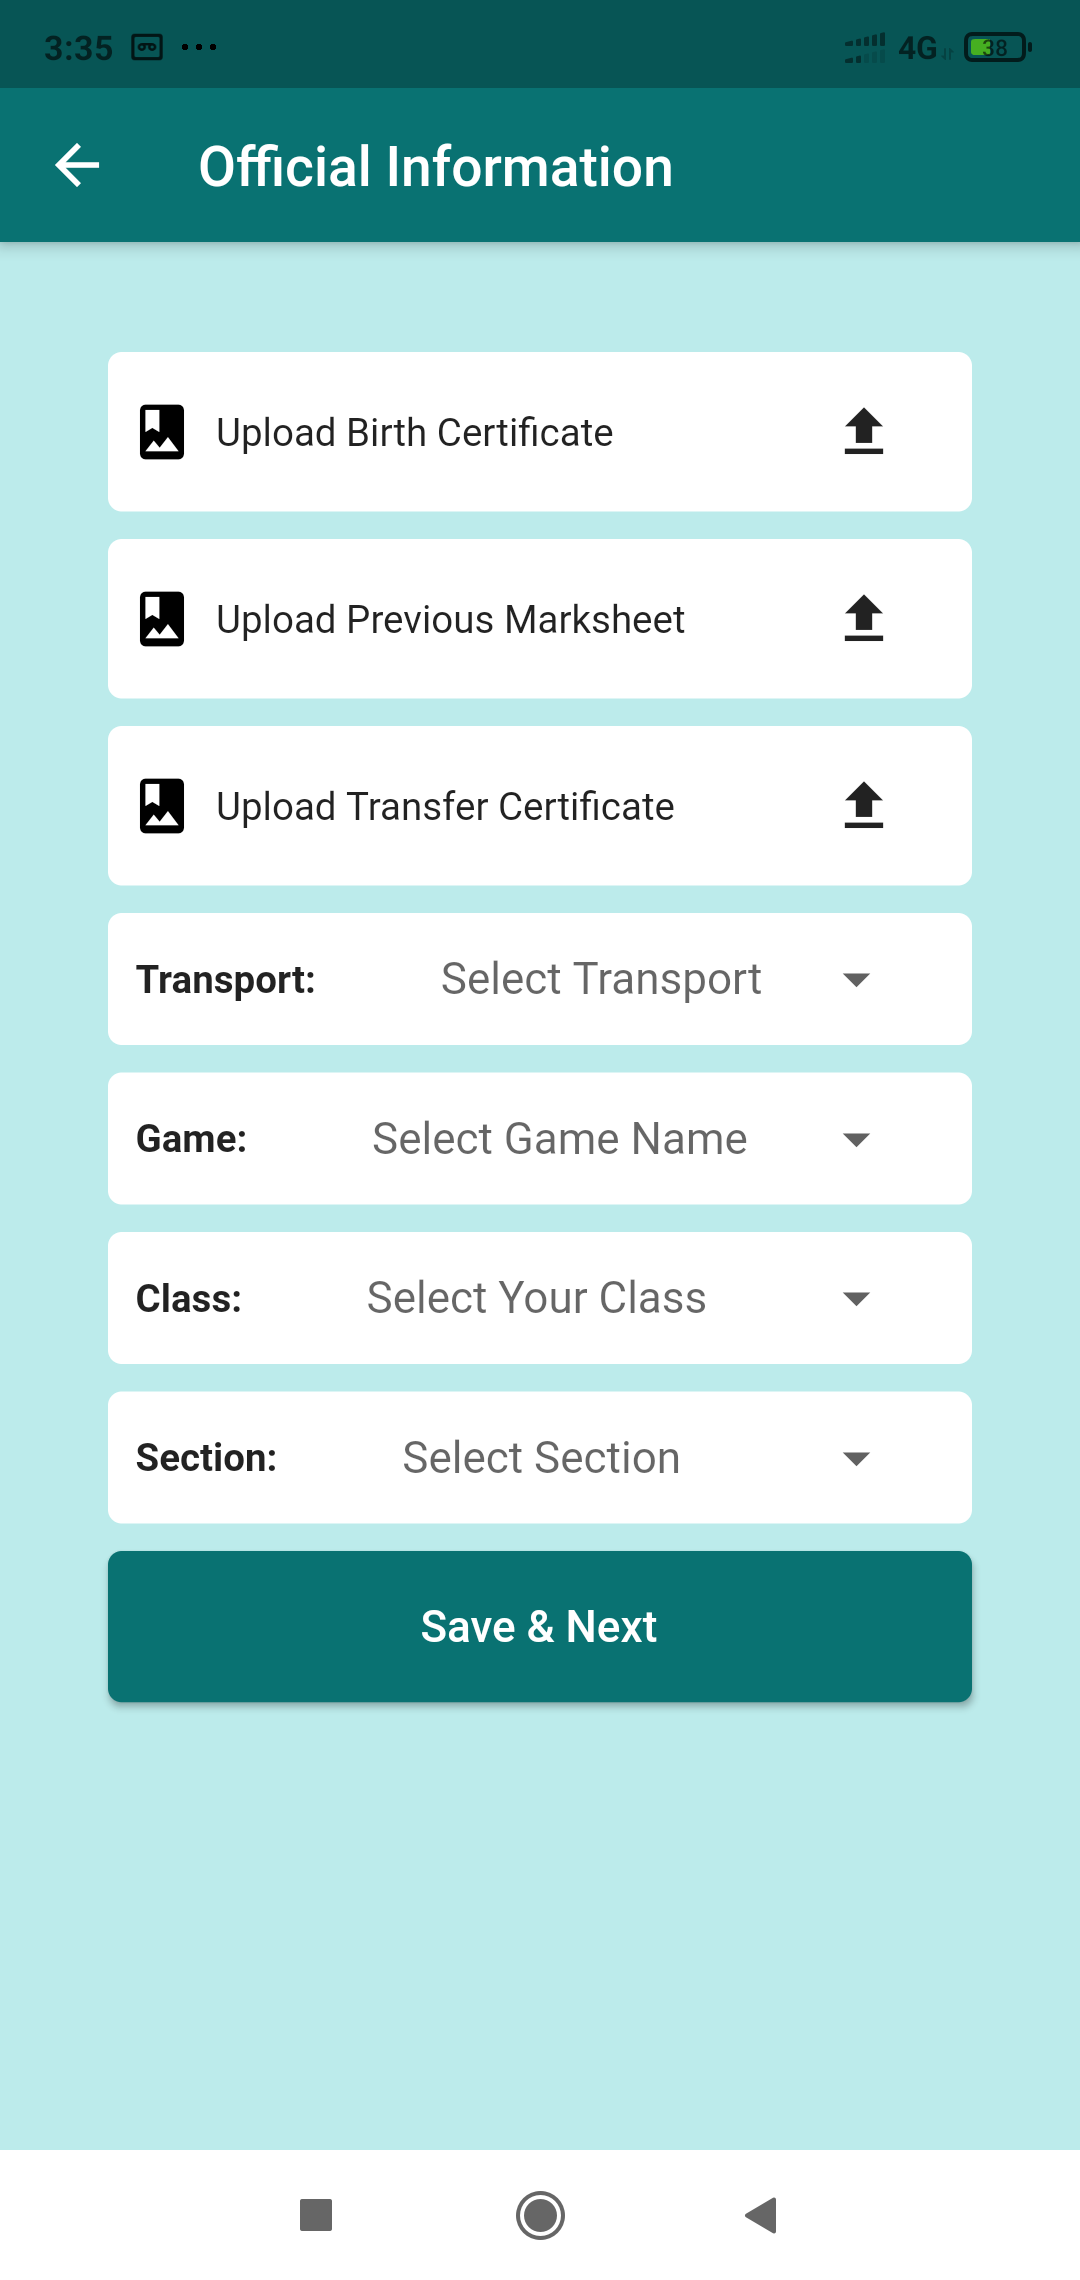 3:35
4G
38
Official Information
Upload Birth Certificate
Upload Previous Marksheet
Upload Transfer Certificate
Transport: Select Transport
Game: Select Game Name
Class: Select Your Class
Section: Select Section
Save & Next